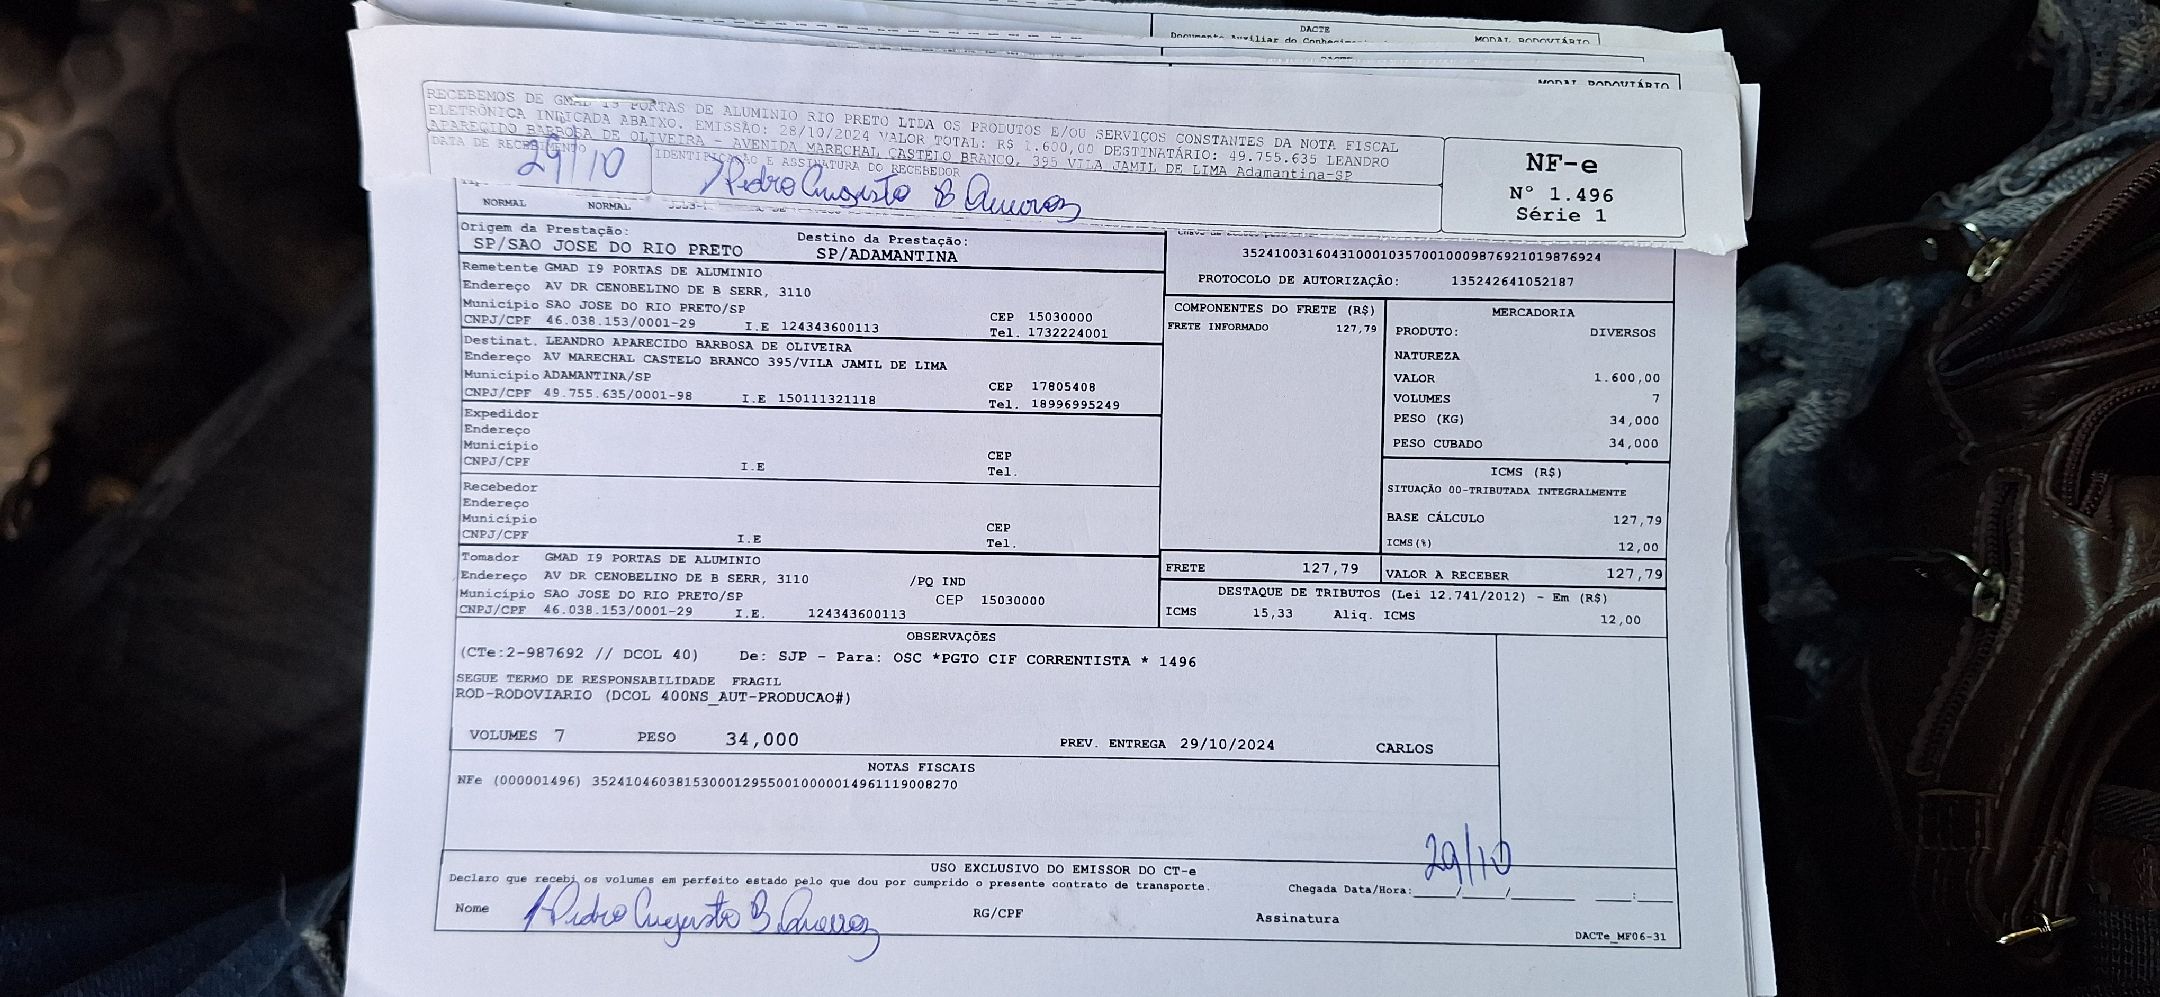 DACTE
MODAL RODOVIÁRIO
MODAL RODOVIÁRIO
RECEBEMOS DE GMAD I9 PORTAS DE ALUMINIO RIO PRETO LTDA OS PRODUTOS E/OU SERVIÇOS CONSTANTES DA NOTA FISCAL
ELETRÔNICA INDICADA ABAIXO. EMISSÃO: 28/10/2024 VALOR TOTAL: R$ 1.600,00 DESTINATÁRIO: 49.755.635 LEANDRO
APARECIDO BARBOSA DE OLIVEIRA - AVENIDA MARECHAL CASTELO BRANCO, 395 VILA JAMIL DE LIMA Adamantina-SP
DATA DE RECEBIMENTO
29/10
IDENTIFICAÇÃO E ASSINATURA DO RECEBEDOR
Pedro Augusto B
NF-e
Nº 1.496
Série 1
NORMAL NORMAL
Origem da Prestação:
SP/SAO JOSE DO RIO PRETO
Destino da Prestação:
SP/ADAMANTINA
35241003160431000103570010009876921019876924
PROTOCOLO DE AUTORIZAÇÃO: 135242641052187
Remetente GMAD I9 PORTAS DE ALUMINIO
Endereço AV DR CENOBELINO DE B SERR, 3110
Município SAO JOSE DO RIO PRETO/SP CEP 15030000
CNPJ/CPF 46.038.153/0001-29 I.E 124343600113 Tel. 1732224001
Destinat. LEANDRO APARECIDO BARBOSA DE OLIVEIRA
Endereço AV MARECHAL CASTELO BRANCO 395/VILA JAMIL DE LIMA
Município ADAMANTINA/SP CEP 17805408
CNPJ/CPF 49.755.635/0001-98 I.E 150111321118 Tel. 18996995249
Expedidor
Endereço
Município CEP
CNPJ/CPF I.E Tel.
Recebedor
Endereço
Município CEP
CNPJ/CPF I.E Tel.
Tomador GMAD I9 PORTAS DE ALUMINIO
Endereço AV DR CENOBELINO DE B SERR, 3110 /PQ IND
Município SAO JOSE DO RIO PRETO/SP CEP 15030000
CNPJ/CPF 46.038.153/0001-29 I.E. 124343600113
COMPONENTES DO FRETE (R$)
FRETE INFORMADO 127,79
MERCADORIA
PRODUTO: DIVERSOS
NATUREZA
VALOR 1.600,00
VOLUMES 7
PESO (KG) 34,000
PESO CUBADO 34,000
ICMS (R$)
SITUAÇÃO 00-TRIBUTADA INTEGRALMENTE
BASE CÁLCULO 127,79
ICMS(%) 12,00
FRETE 127,79
VALOR A RECEBER 127,79
DESTAQUE DE TRIBUTOS (Lei 12.741/2012) - Em (R$)
ICMS 15,33 Aliq. ICMS 12,00
OBSERVAÇÕES
(CTe:2-987692 // DCOL 40) De: SJP - Para: OSC *PGTO CIF CORRENTISTA * 1496
SEGUE TERMO DE RESPONSABILIDADE FRAGIL
ROD-RODOVIARIO (DCOL 400NS_AUT-PRODUCAO#)
VOLUMES 7 PESO 34,000 PREV. ENTREGA 29/10/2024 CARLOS
NOTAS FISCAIS
NFe (000001496) 35241046038153000129550010000014961119008270
USO EXCLUSIVO DO EMISSOR DO CT-e
Declaro que recebi os volumes em perfeito estado pelo que dou por cumprido o presente contrato de transporte.
29/10
Chegada Data/Hora: / / :
Nome Pedro Augusto B RG/CPF Assinatura
DACTe_MF06-31